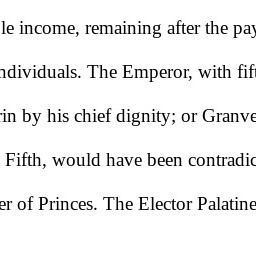 le income, remaining after the pay
ndividuals. The Emperor, with fift
rin by his chief dignity; or Granve
Fifth, would have been contradic
er of Princes. The Elector Palatine